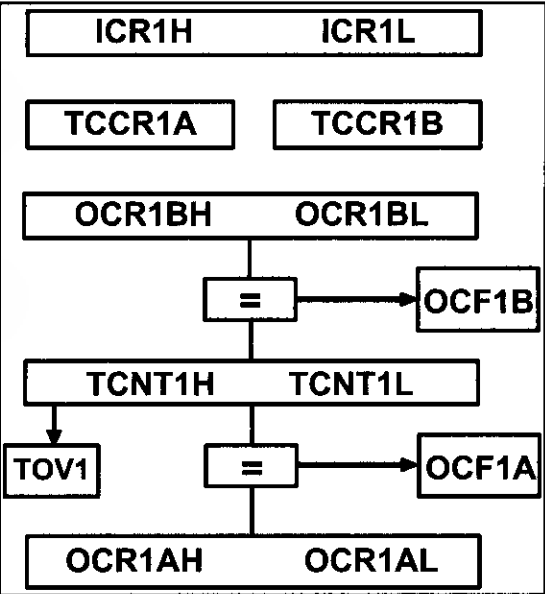 ICR1H ICR1L
TCCR1A TCCR1B
OCR1BH OCR1BL
= OCF1B
TCNT1H TCNT1L
TOV1 = OCF1A
OCR1AH OCR1AL